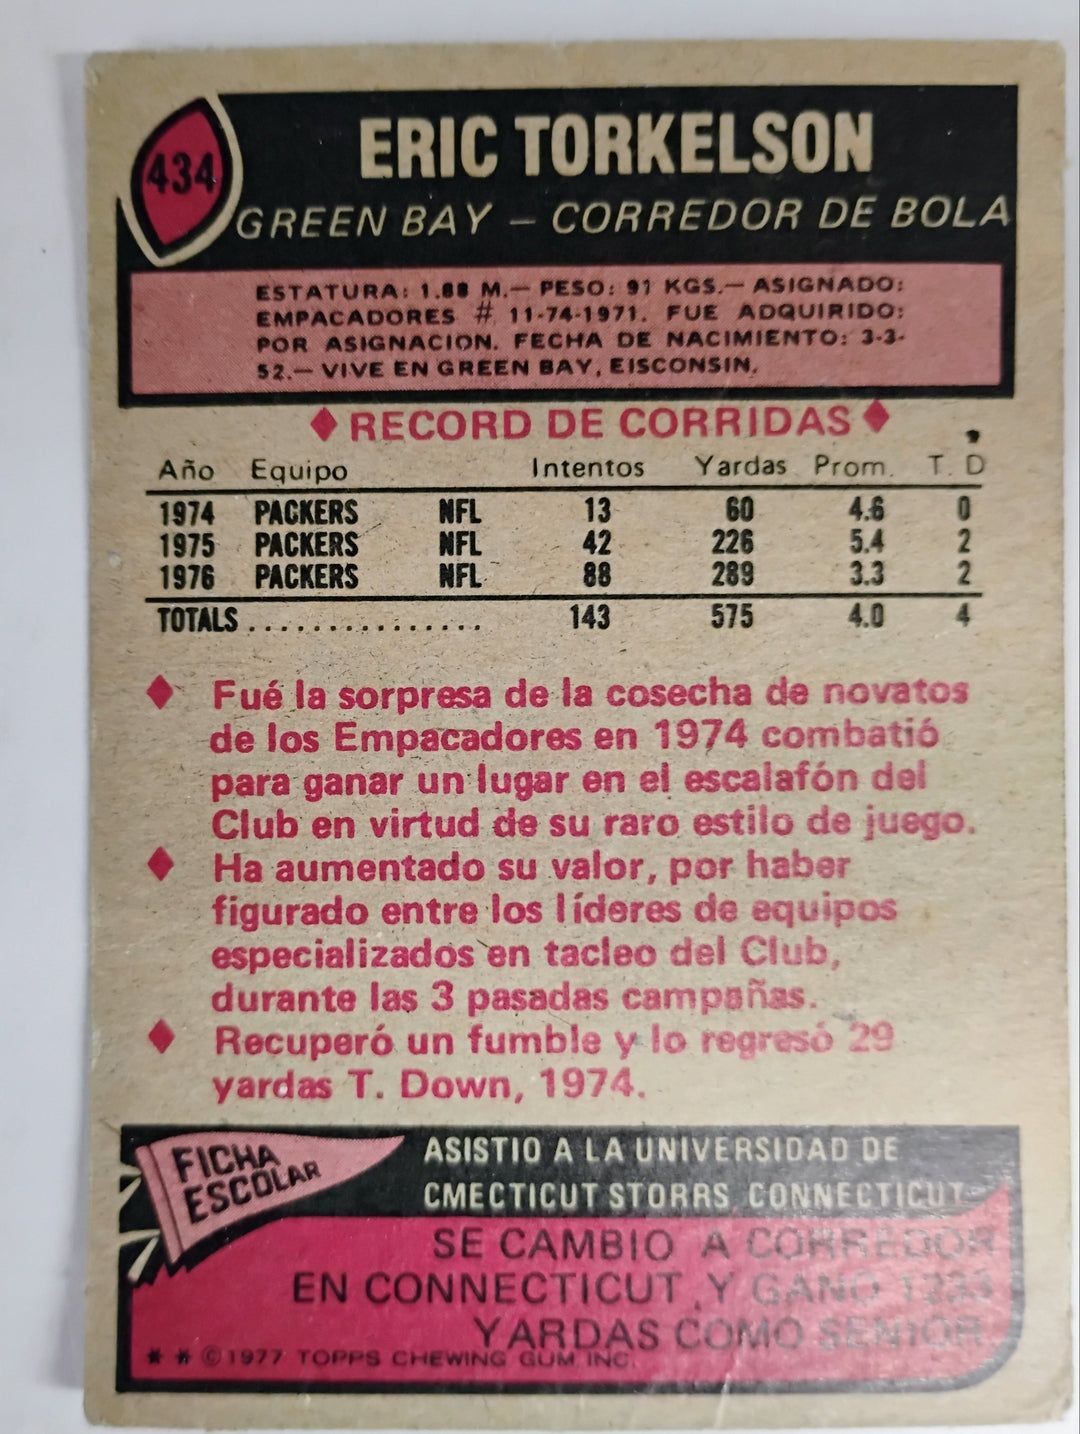 434
ERIC TORKELSON
GREEN BAY – CORREDOR DE BOLA
ESTATURA: 1.88 M.— PESO: 91 KGS.— ASIGNADO:
EMPACADORES # 11-74-1971. FUE ADQUIRIDO:
POR ASIGNACION. FECHA DE NACIMIENTO: 3-3-
52.— VIVE EN GREEN BAY, EISCONSIN,
RECORD DE CORRIDAS
Año Equipo Intentos Yardas Prom. T. D
1974 PACKERS NFL 13 60 4.6 0
1975 PACKERS NFL 42 226 5.4 2
1976 PACKERS NFL 88 289 3.3 2
TOTALS ............... 143 575 4.0 4
Fué la sorpresa de la cosecha de novatos
de los Empacadores en 1974 combatió
para ganar un lugar en el escalafón del
Club en virtud de su raro estilo de juego.
Ha aumentado su valor, por haber
figurado entre los líderes de equipos
especializados en tacleo del Club,
durante las 3 pasadas campañas.
Recuperó un fumble y lo regresó 29
yardas T. Down, 1974.
FICHA
ESCOLAR
ASISTIO A LA UNIVERSIDAD DE
CMECTICUT STORRS, CONNECTICUT
SE CAMBIO A CORREDOR
EN CONNECTICUT, Y GANO 1233
YARDAS COMO SENIOR.
* * © 1977 TOPPS CHEWING GUM INC.